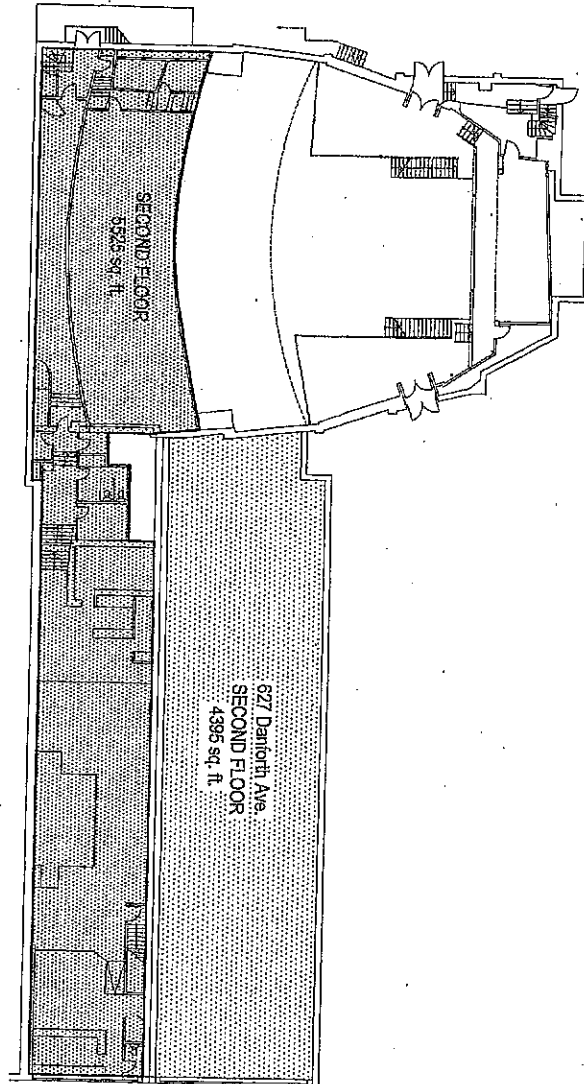 SECOND FLOOR
5525 sq. ft.
627 Danforth Ave.
SECOND FLOOR
4395 sq. ft.